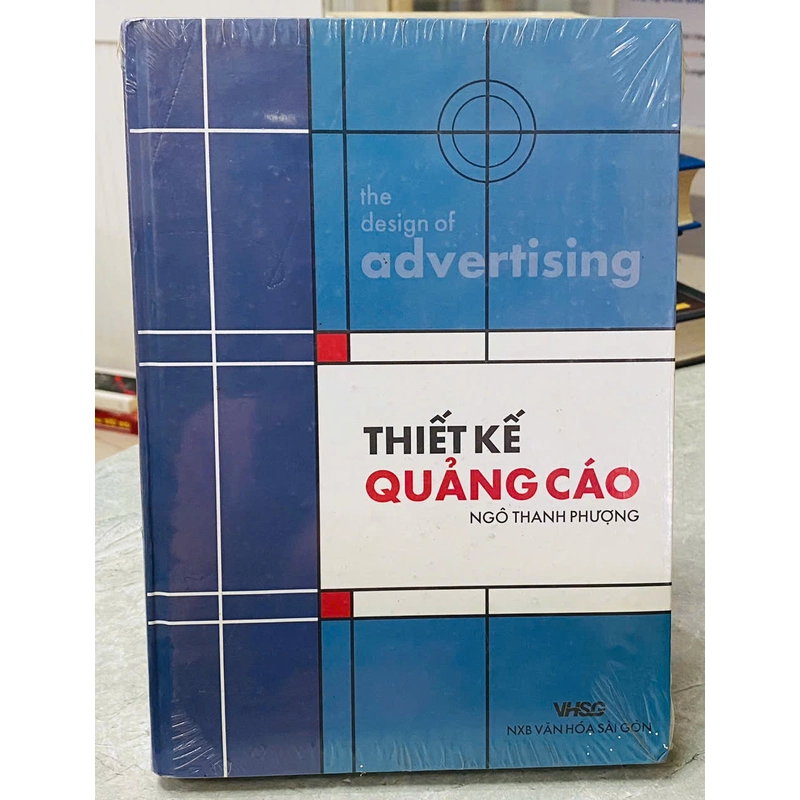 the
design of
advertising
THIẾT KẾ
QUẢNG CÁO
NGÔ THANH PHƯỢNG
VHSG
NXB VĂN HÓA SÀI GÒN